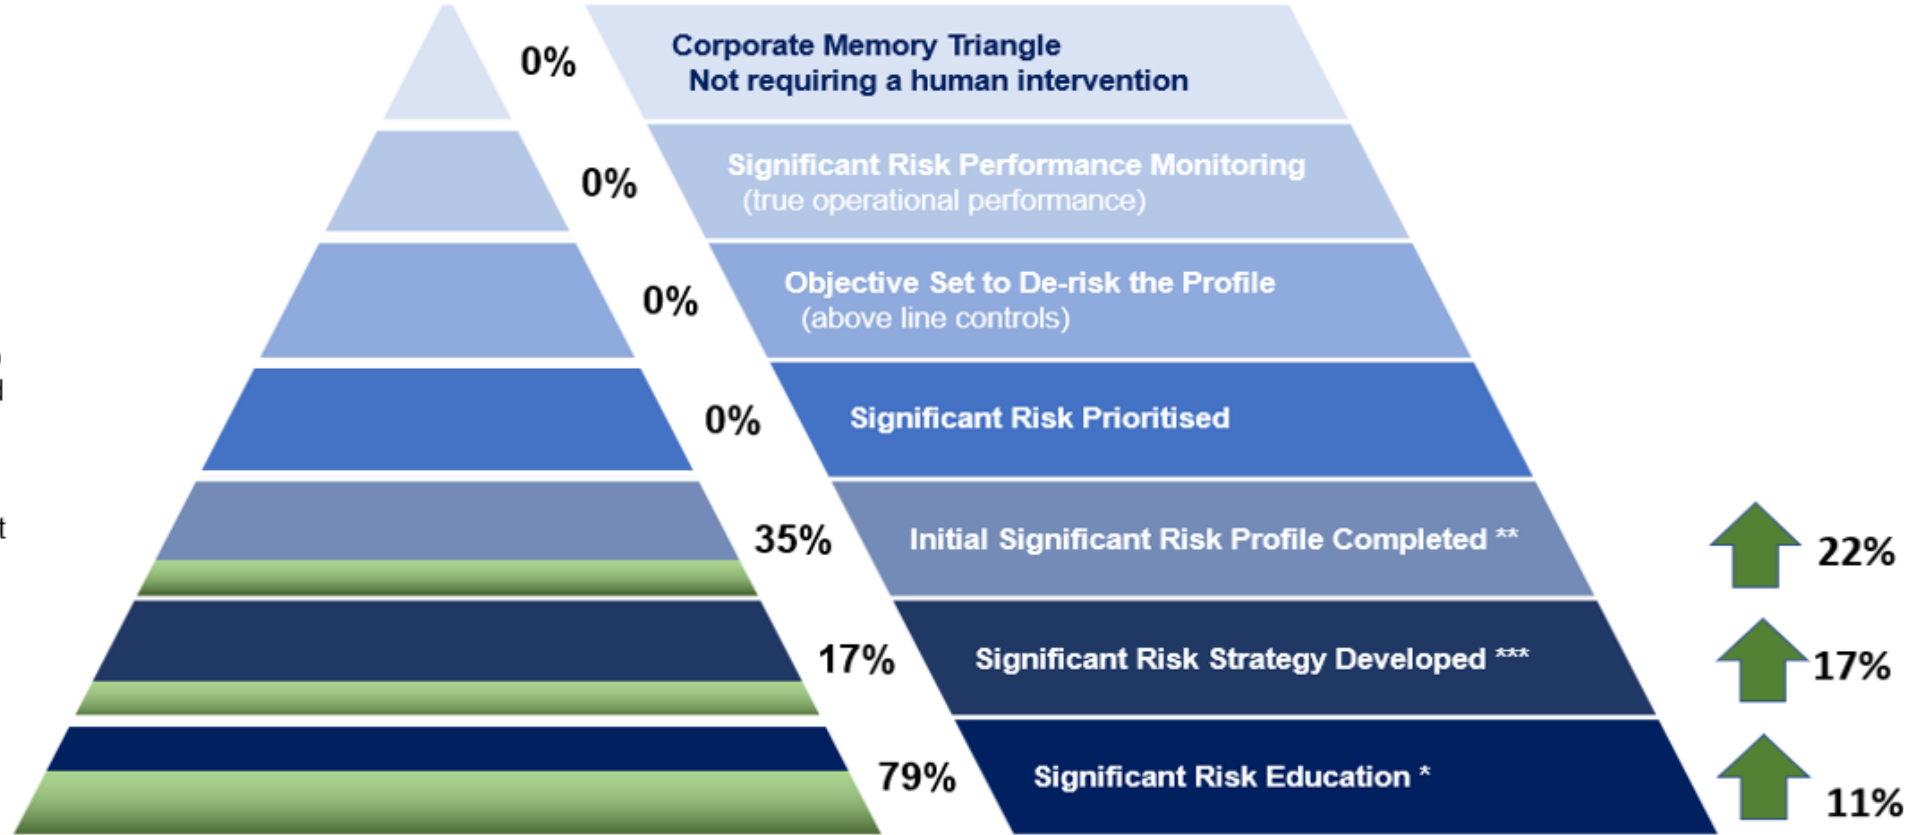 0%
Corporate Memory Triangle
Not requiring a human intervention
0%
Significant Risk Performance Monitoring
(true operational performance)
0%
Objective Set to De-risk the Profile
(above line controls)
0%
Significant Risk Prioritised
35%
Initial Significant Risk Profile Completed **
22%
17%
Significant Risk Strategy Developed ***
17%
79%
Significant Risk Education *
11%